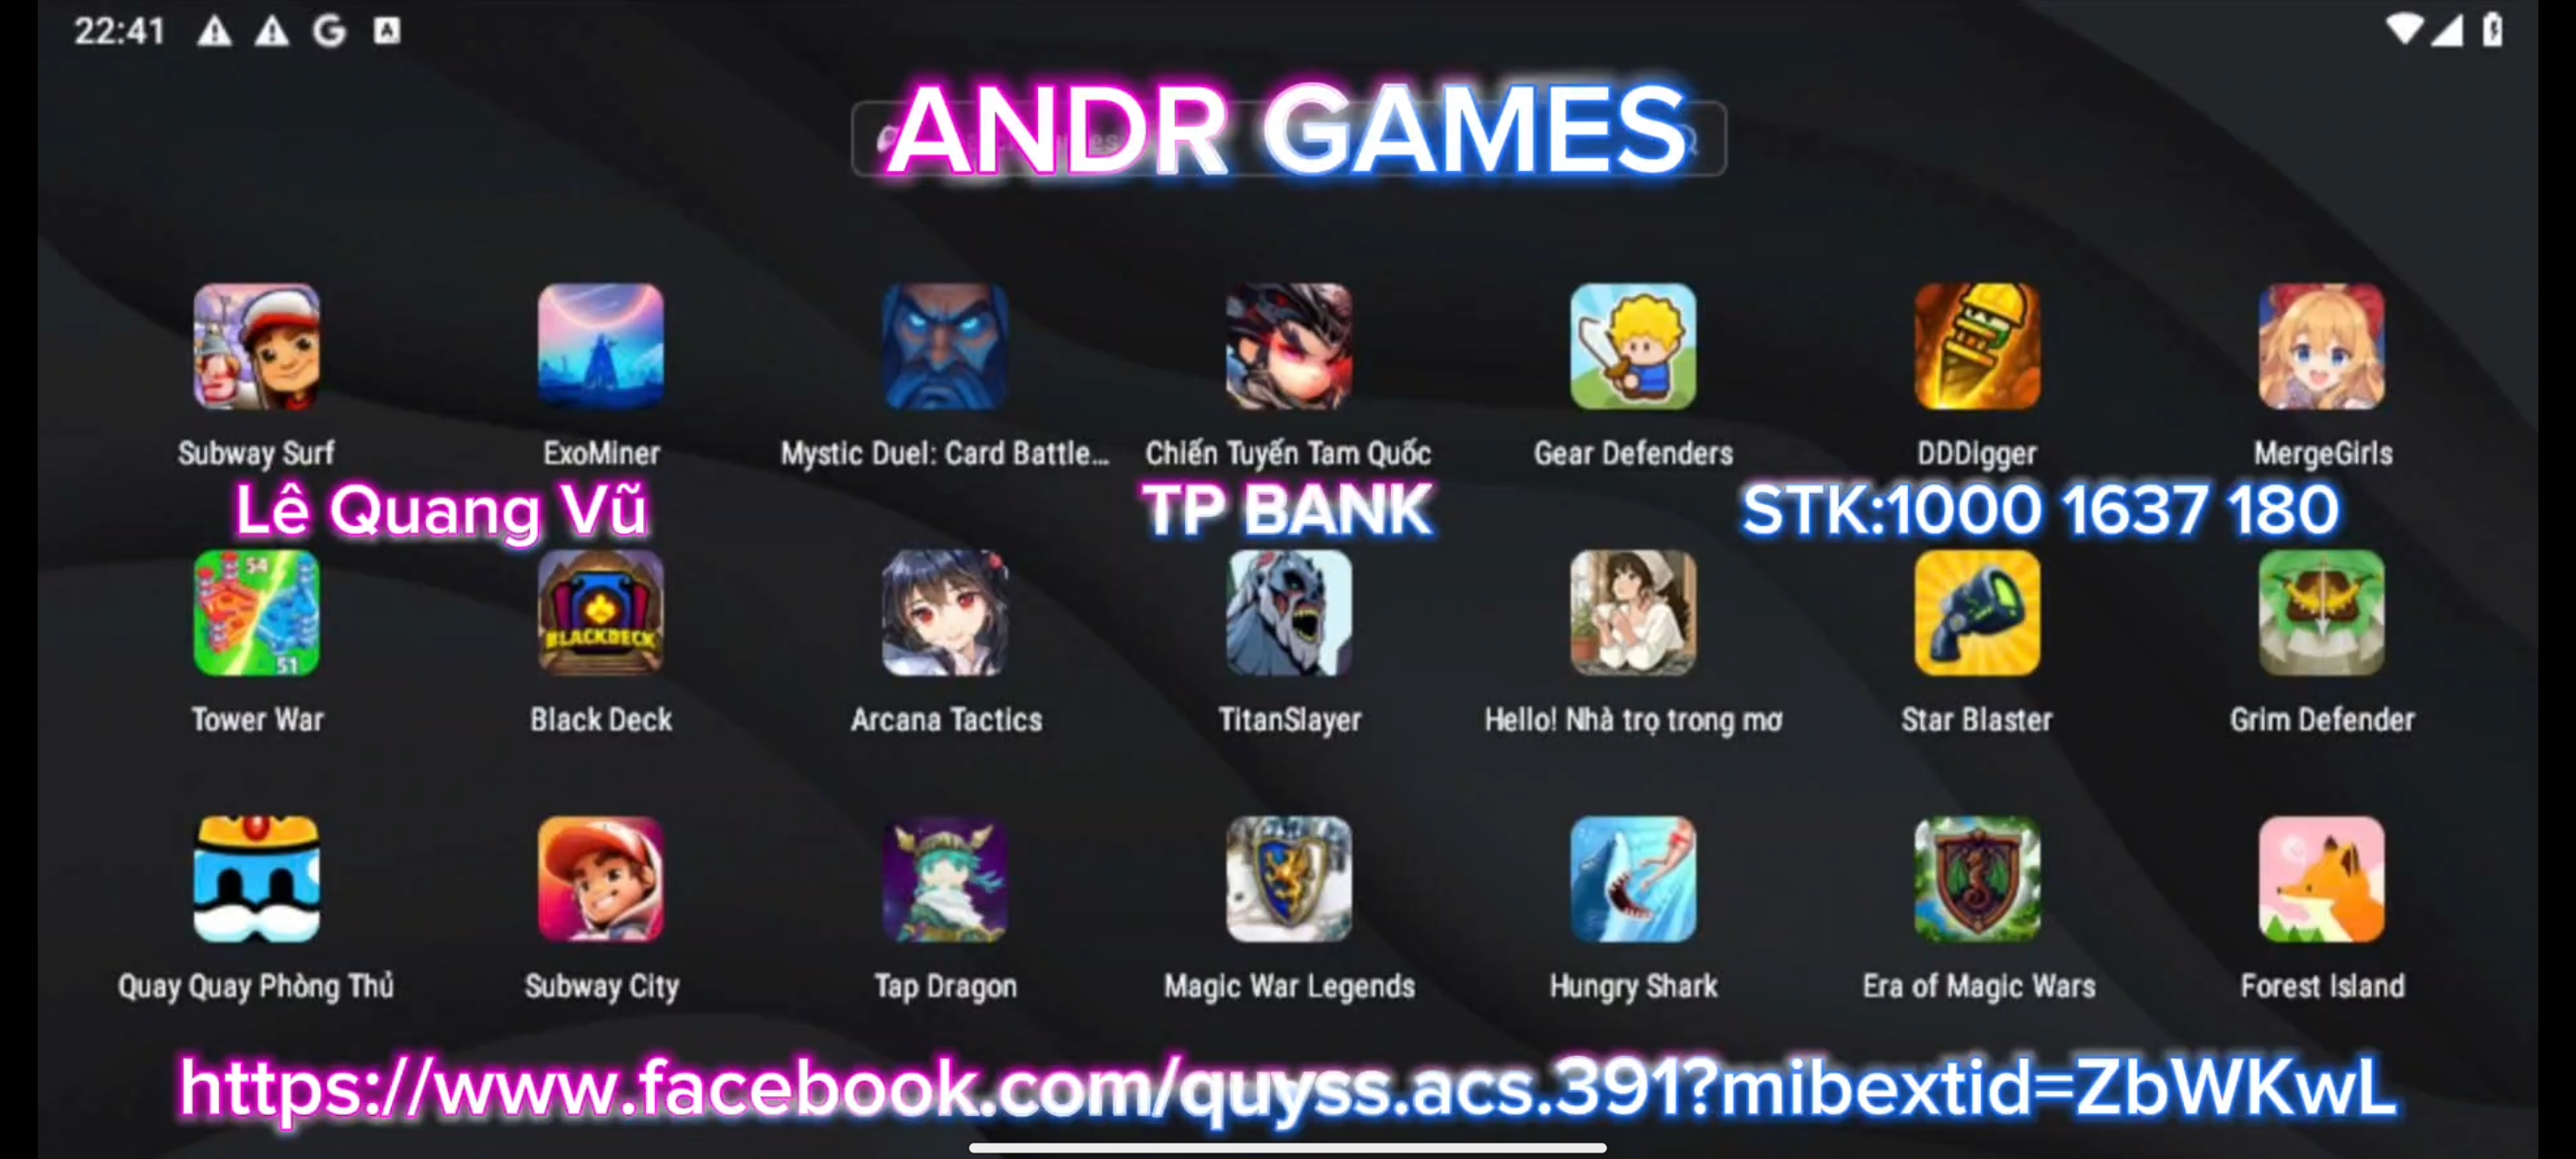 22:41
ANDR GAMES
Subway Surf ExoMiner Mystic Duel: Card Battle... Chiến Tuyến Tam Quốc Gear Defenders DDDigger MergeGirls
Lê Quang Vũ TP BANK STK:1000 1637 180
54
51
BLACKDECK
Tower War Black Deck Arcana Tactics TitanSlayer Hello! Nhà trọ trong mơ Star Blaster Grim Defender
Quay Quay Phòng Thủ Subway City Tap Dragon Magic War Legends Hungry Shark Era of Magic Wars Forest Island
https://www.facebook.com/quyss.acs.391?mibextid=ZbWKwL